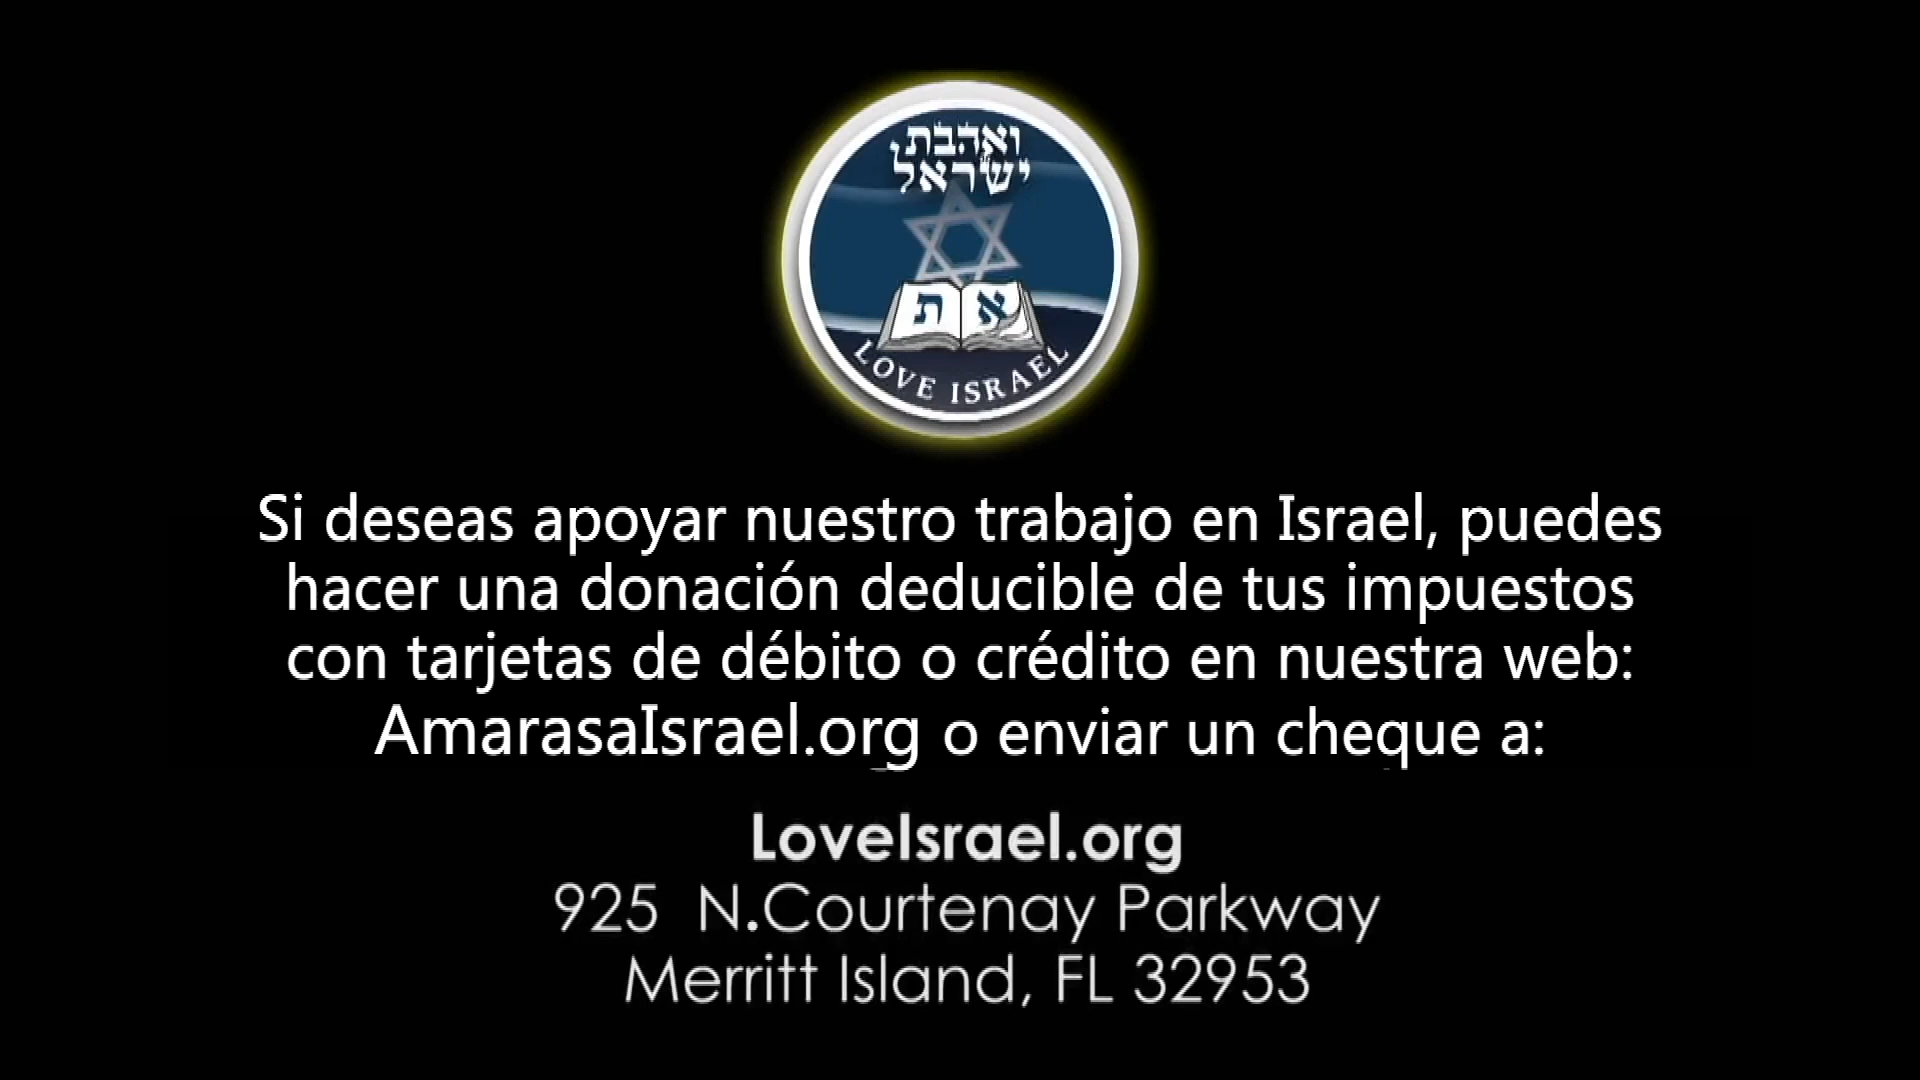 ואהבת
ישראל
ת א
LOVE ISRAEL
Si deseas apoyar nuestro trabajo en Israel, puedes
hacer una donación deducible de tus impuestos
con tarjetas de débito o crédito en nuestra web:
AmarasaIsrael.org o enviar un cheque a:
LoveIsrael.org
925 N.Courtenay Parkway
Merritt Island, FL 32953